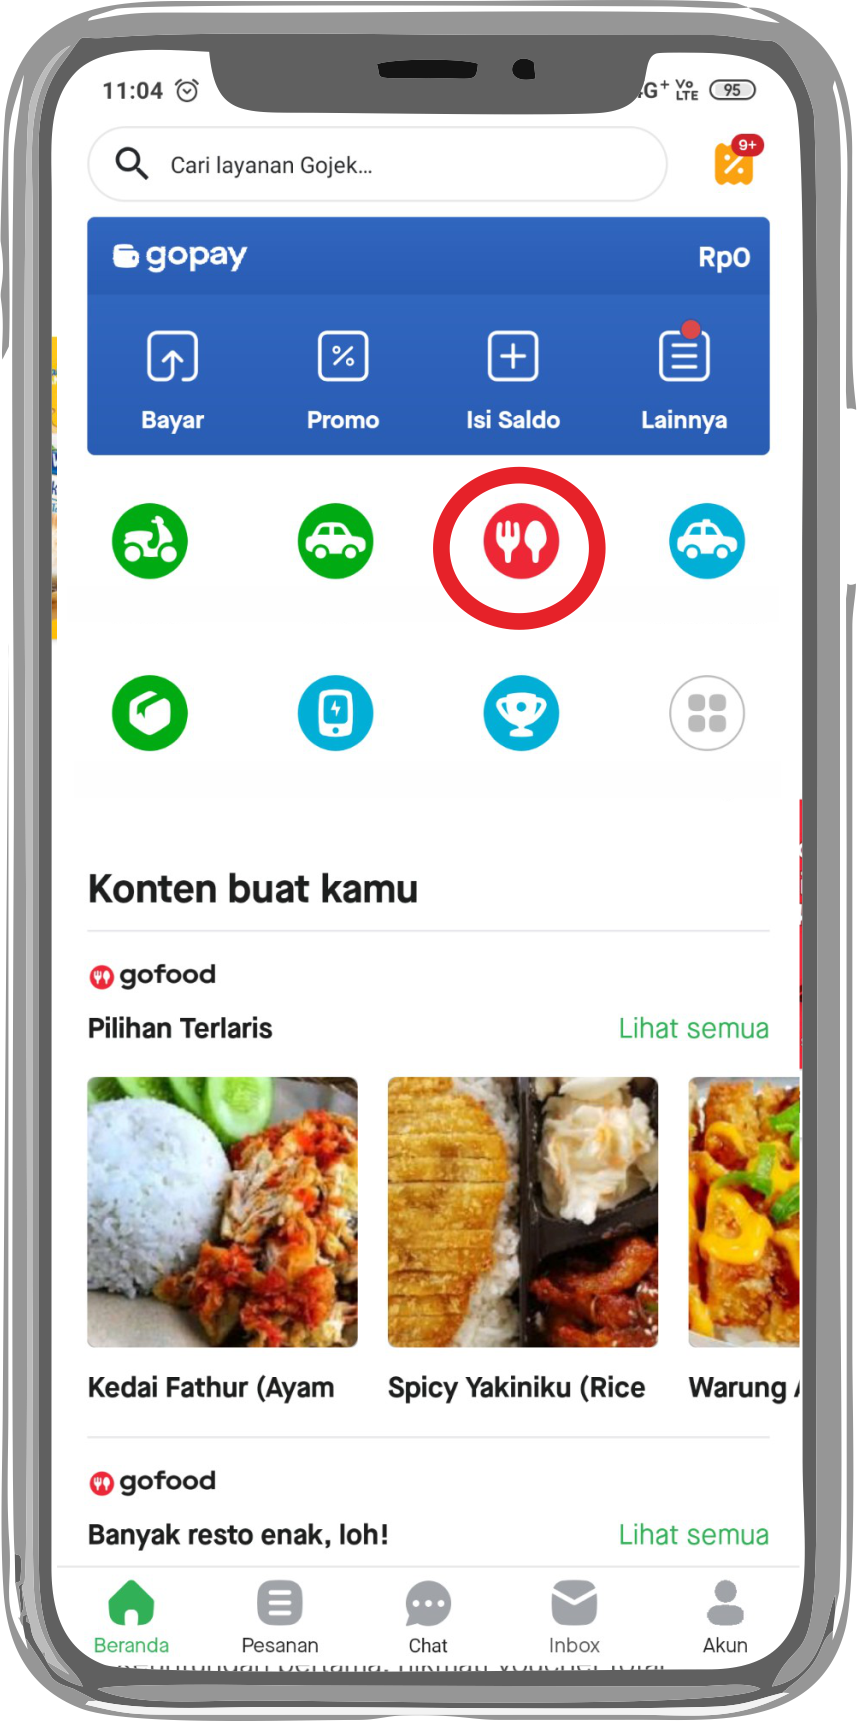 11:04
G+ Vo LTE 95
Cari layanan Gojek...
9+
gopay
Rp0
Bayar
Promo
Isi Saldo
Lainnya
Konten buat kamu
gofood
Pilihan Terlaris
Lihat semua
Kedai Fathur (Ayam
Spicy Yakiniku (Rice
Warung
gofood
Banyak resto enak, loh!
Lihat semua
Beranda
Pesanan
Chat
Inbox
Akun